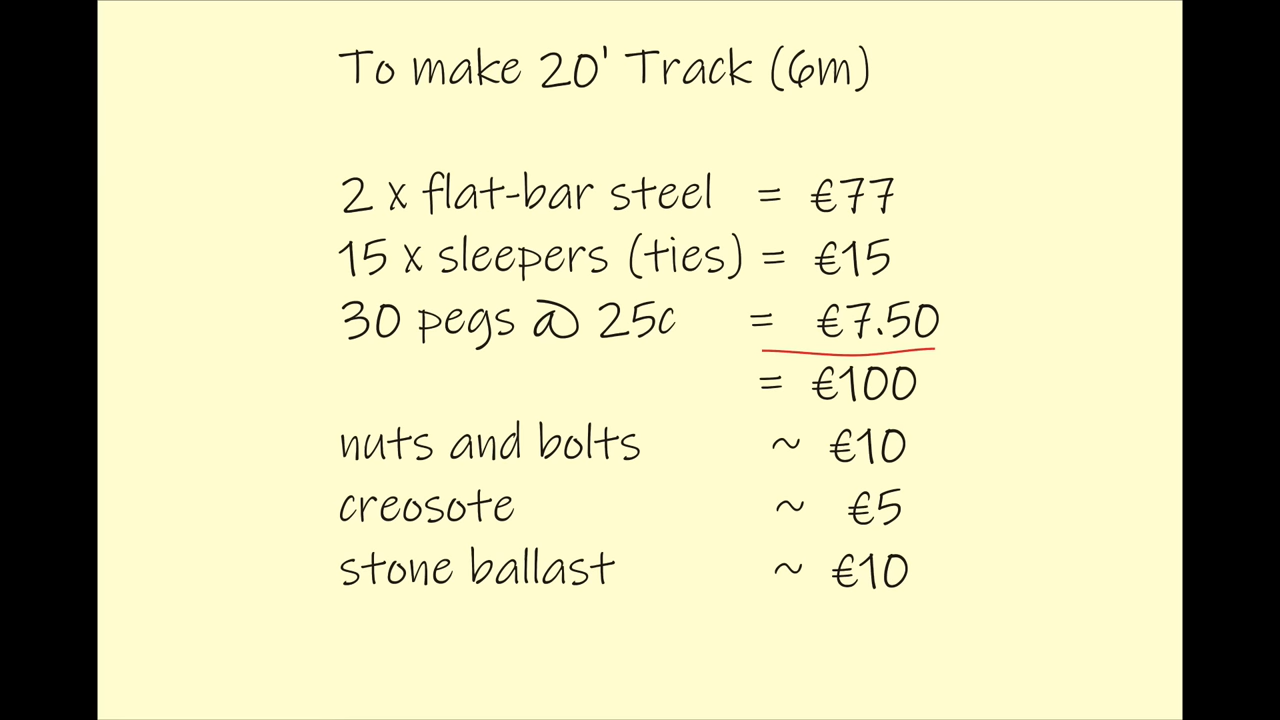 To make 20' Track (6m)
2 x flat-bar steel = €77
15 x sleepers (ties) = €15
30 pegs @ 25c = €7.50
= €100
nuts and bolts ~ €10
creosote ~ €5
stone ballast ~ €10